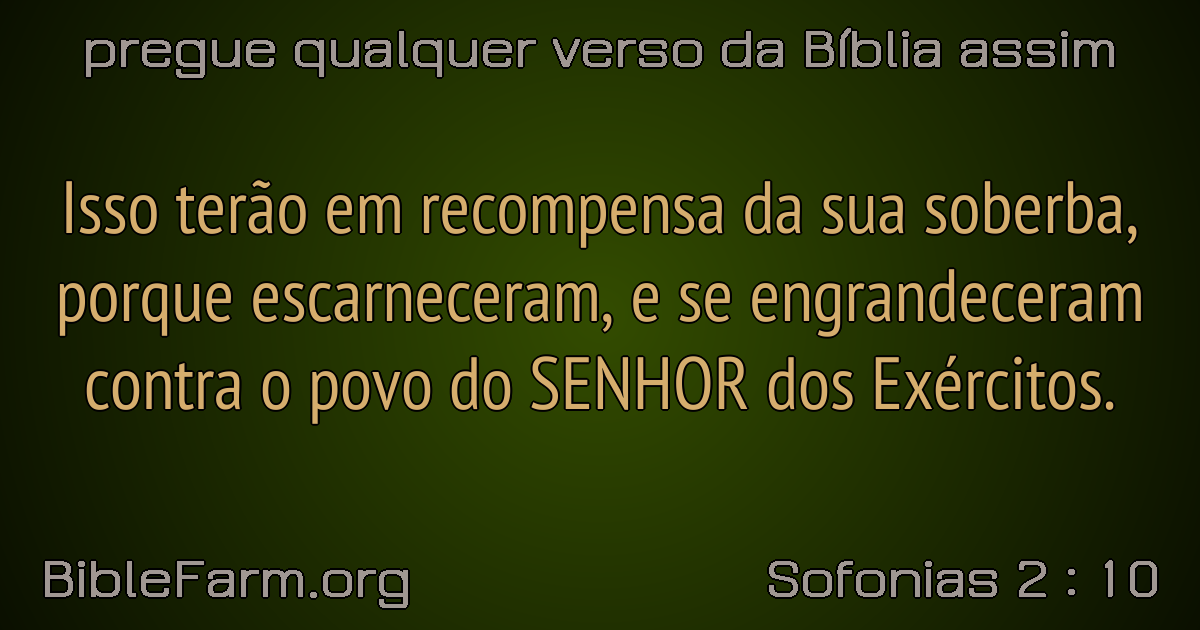 pregue qualquer verso da Bíblia assim
Isso terão em recompensa da sua soberba,
porque escarneceram, e se engrandeceram
contra o povo do SENHOR dos Exércitos.
BibleFarm.org
Sofonias 2 : 10